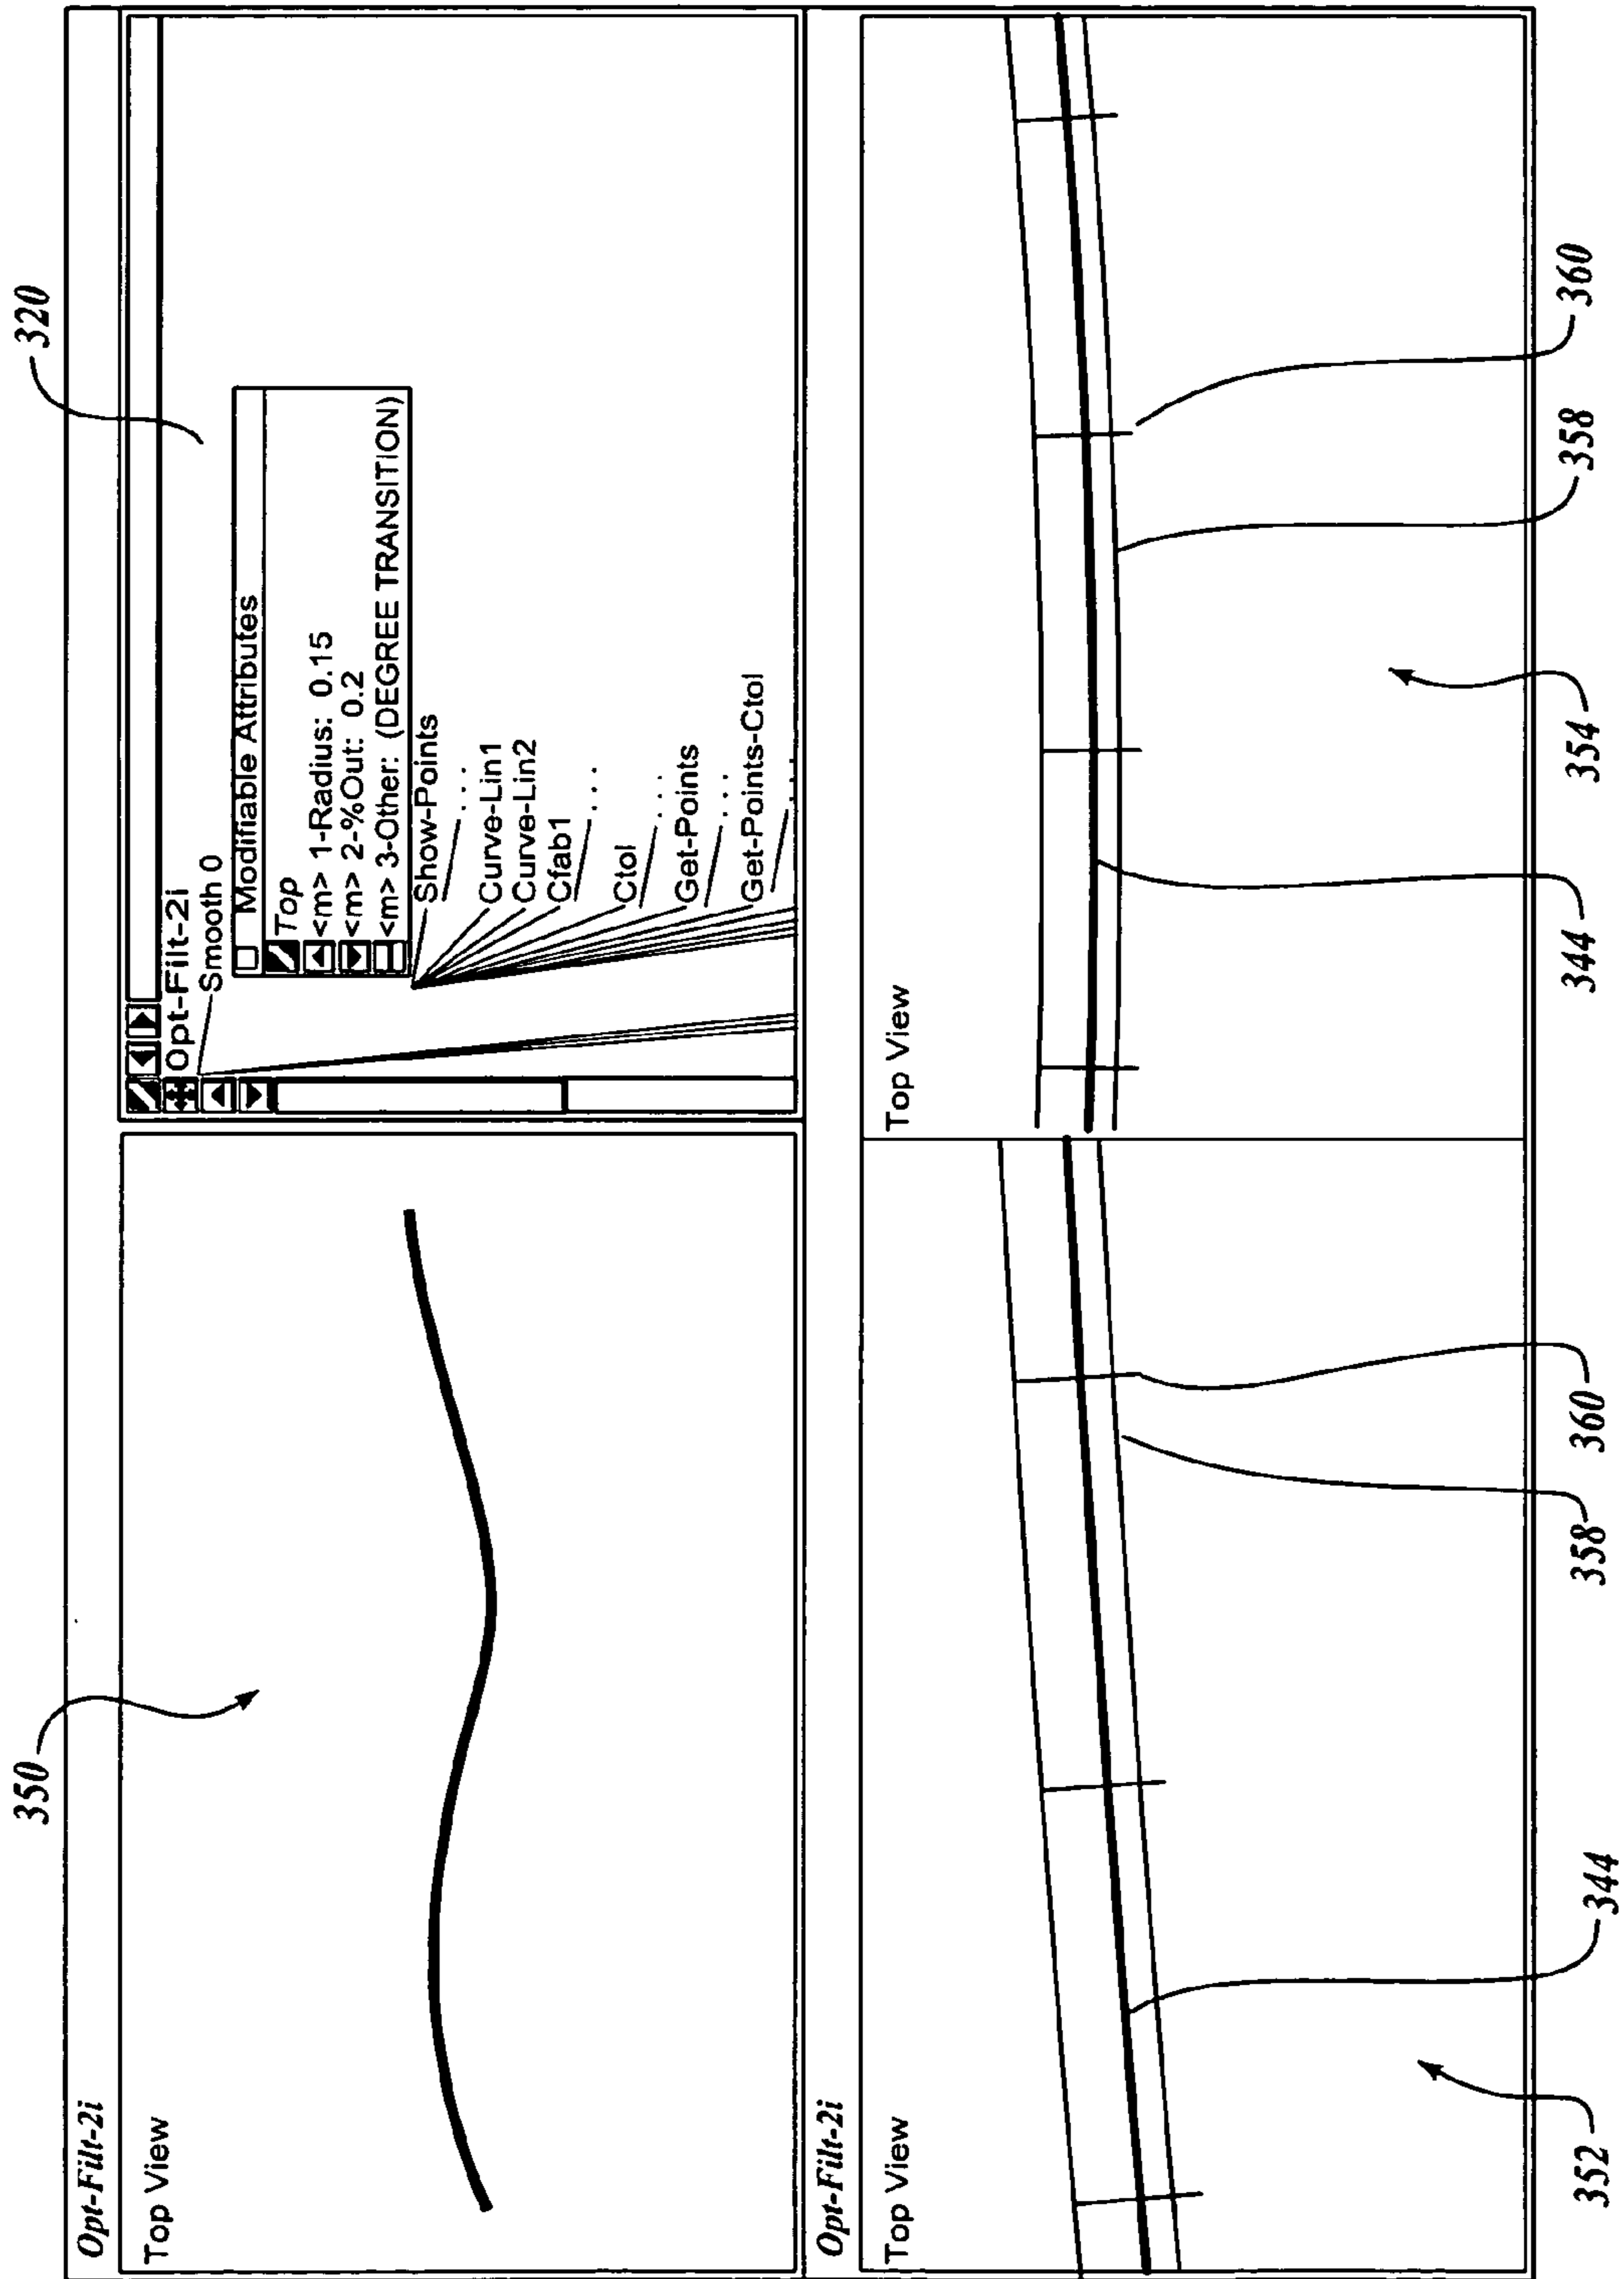 350
320
Opt-Filt-2i
Top View
Opt-Filt-2i
Smooth 0
Modifiable Attributes
Top
<m> 1-Radius: 0.15
<m> 2-%Out: 0.2
<m> 3-Other: (DEGREE TRANSITION)
Show-Points
...
Curve-Lin1
Curve-Lin2
Cfab1
...
Ctol
...
Get-Points
...
Get-Points-Ctol
...
Opt-Filt-2i
Top View
Top View
352
344
358
360
344
354
358
360